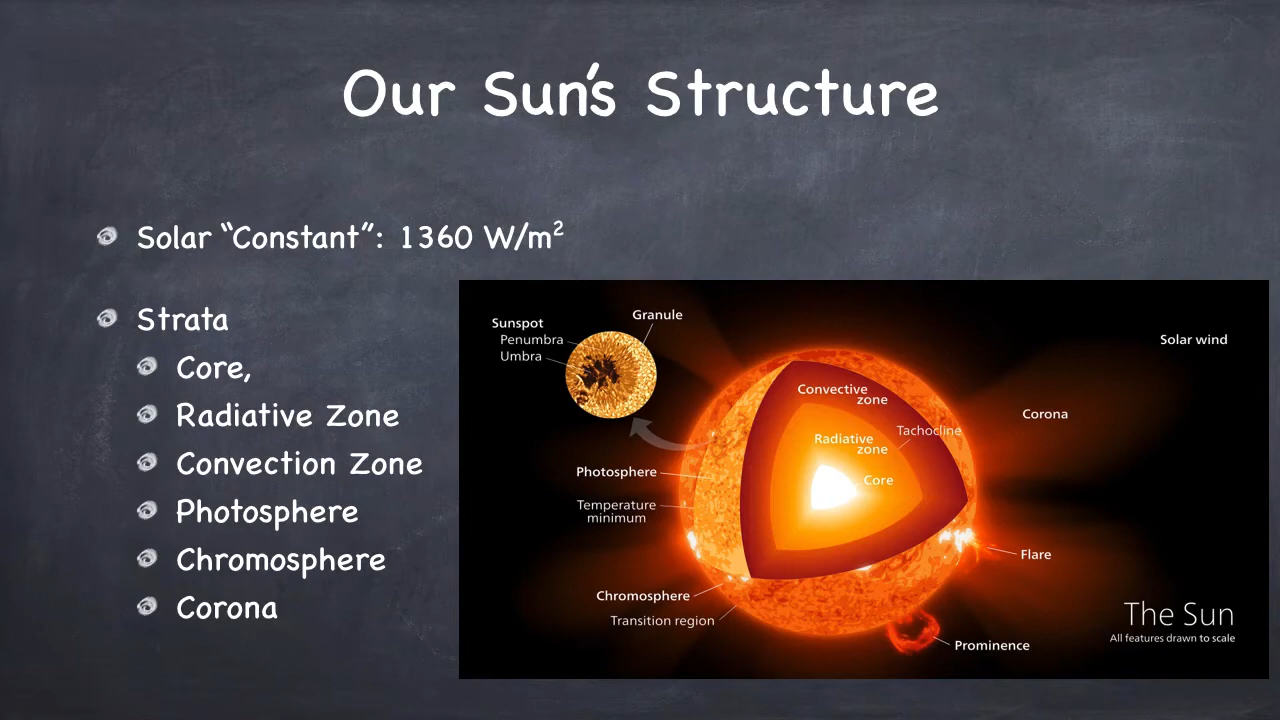 Our Sun's Structure
Solar “Constant”: 1360 W/m²
Strata
Core,
Radiative Zone
Convection Zone
Photosphere
Chromosphere
Corona
Sunspot
Penumbra
Umbra
Granule
Solar wind
Convective
zone
Corona
Tachocline
Radiative
zone
Core
Photosphere
Temperature
minimum
Flare
Chromosphere
Transition region
Prominence
The Sun
All features drawn to scale